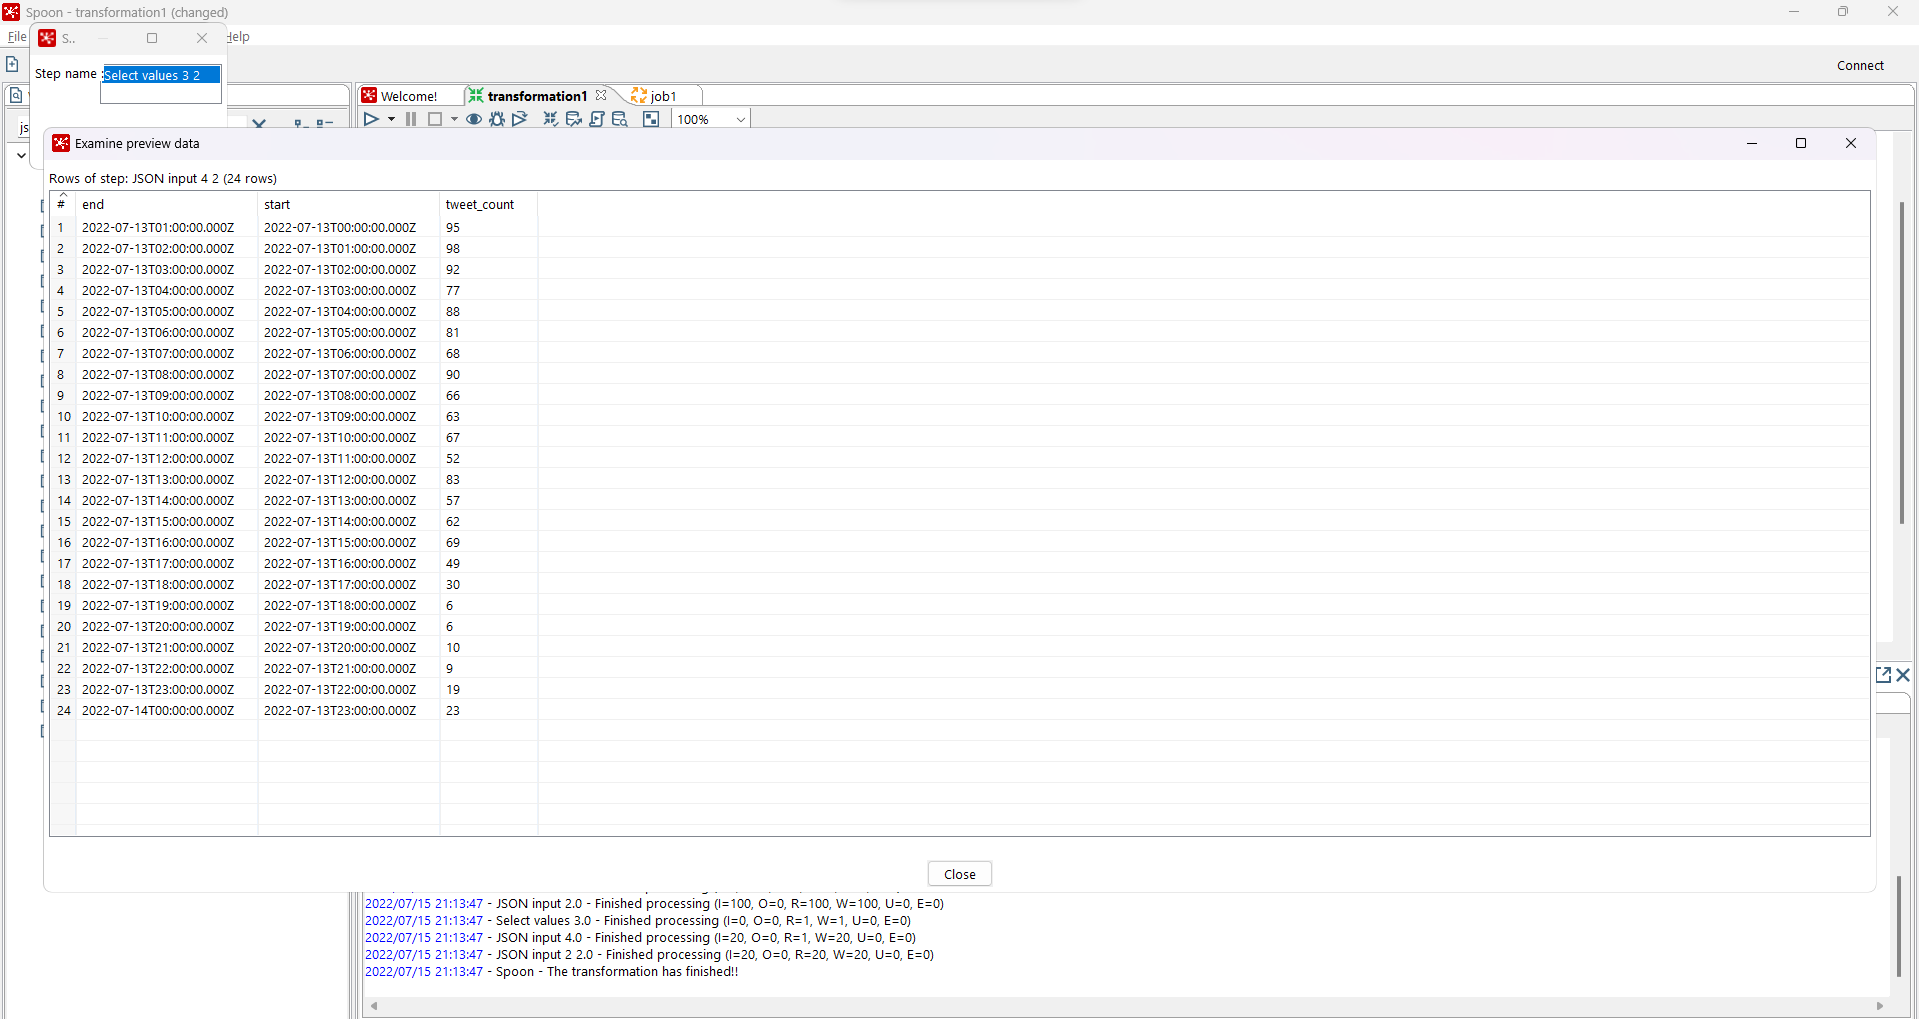 Spoon - transformation1 (changed)
File
Help
S..
Step name
Select values 3 2
Connect
Welcome!
transformation1
job1
100%
js
Examine preview data
Rows of step: JSON input 4 2 (24 rows)
# end start tweet_count
1 2022-07-13T01:00:00.000Z 2022-07-13T00:00:00.000Z 95
2 2022-07-13T02:00:00.000Z 2022-07-13T01:00:00.000Z 98
3 2022-07-13T03:00:00.000Z 2022-07-13T02:00:00.000Z 92
4 2022-07-13T04:00:00.000Z 2022-07-13T03:00:00.000Z 77
5 2022-07-13T05:00:00.000Z 2022-07-13T04:00:00.000Z 88
6 2022-07-13T06:00:00.000Z 2022-07-13T05:00:00.000Z 81
7 2022-07-13T07:00:00.000Z 2022-07-13T06:00:00.000Z 68
8 2022-07-13T08:00:00.000Z 2022-07-13T07:00:00.000Z 90
9 2022-07-13T09:00:00.000Z 2022-07-13T08:00:00.000Z 66
10 2022-07-13T10:00:00.000Z 2022-07-13T09:00:00.000Z 63
11 2022-07-13T11:00:00.000Z 2022-07-13T10:00:00.000Z 67
12 2022-07-13T12:00:00.000Z 2022-07-13T11:00:00.000Z 52
13 2022-07-13T13:00:00.000Z 2022-07-13T12:00:00.000Z 83
14 2022-07-13T14:00:00.000Z 2022-07-13T13:00:00.000Z 57
15 2022-07-13T15:00:00.000Z 2022-07-13T14:00:00.000Z 62
16 2022-07-13T16:00:00.000Z 2022-07-13T15:00:00.000Z 69
17 2022-07-13T17:00:00.000Z 2022-07-13T16:00:00.000Z 49
18 2022-07-13T18:00:00.000Z 2022-07-13T17:00:00.000Z 30
19 2022-07-13T19:00:00.000Z 2022-07-13T18:00:00.000Z 6
20 2022-07-13T20:00:00.000Z 2022-07-13T19:00:00.000Z 6
21 2022-07-13T21:00:00.000Z 2022-07-13T20:00:00.000Z 10
22 2022-07-13T22:00:00.000Z 2022-07-13T21:00:00.000Z 9
23 2022-07-13T23:00:00.000Z 2022-07-13T22:00:00.000Z 19
24 2022-07-14T00:00:00.000Z 2022-07-13T23:00:00.000Z 23
Close
2022/07/15 21:13:47 - JSON input 2.0 - Finished processing (I=100, O=0, R=100, W=100, U=0, E=0)
2022/07/15 21:13:47 - Select values 3.0 - Finished processing (I=0, O=0, R=1, W=1, U=0, E=0)
2022/07/15 21:13:47 - JSON input 4.0 - Finished processing (I=20, O=0, R=1, W=20, U=0, E=0)
2022/07/15 21:13:47 - JSON input 2 2.0 - Finished processing (I=20, O=0, R=20, W=20, U=0, E=0)
2022/07/15 21:13:47 - Spoon - The transformation has finished!!